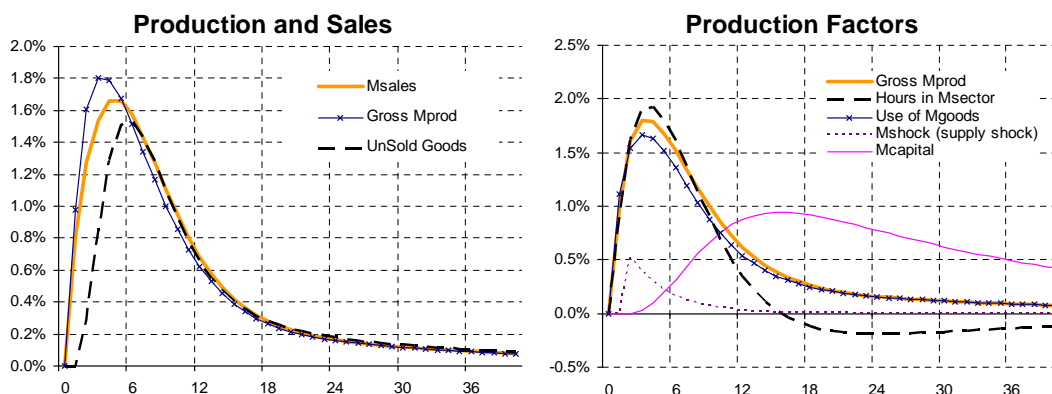 Production and Sales
2.0%
1.8%
1.6%
1.4%
1.2%
1.0%
0.8%
0.6%
0.4%
0.2%
0.0%
Msales
Gross Mprod
UnSold Goods
0 6 12 18 24 30 36
Production Factors
2.5%
2.0%
1.5%
1.0%
0.5%
0.0%
-0.5%
Gross Mprod
Hours in Msector
Use of Mgoods
Mshock (supply shock)
Mcapital
0 6 12 18 24 30 36